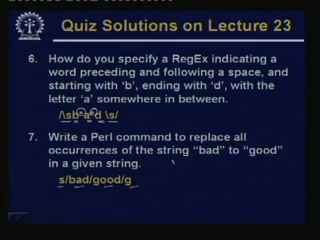 Quiz Solutions on Lecture 23
6. How do you specify a RegEx indicating a
word preceding and following a space, and
starting with ‘b’, ending with ‘d’, with the
letter ‘a’ somewhere in between.
7. Write a Perl command to replace all
occurrences of the string “bad” to “good”
in a given string.
s/bad/good/g